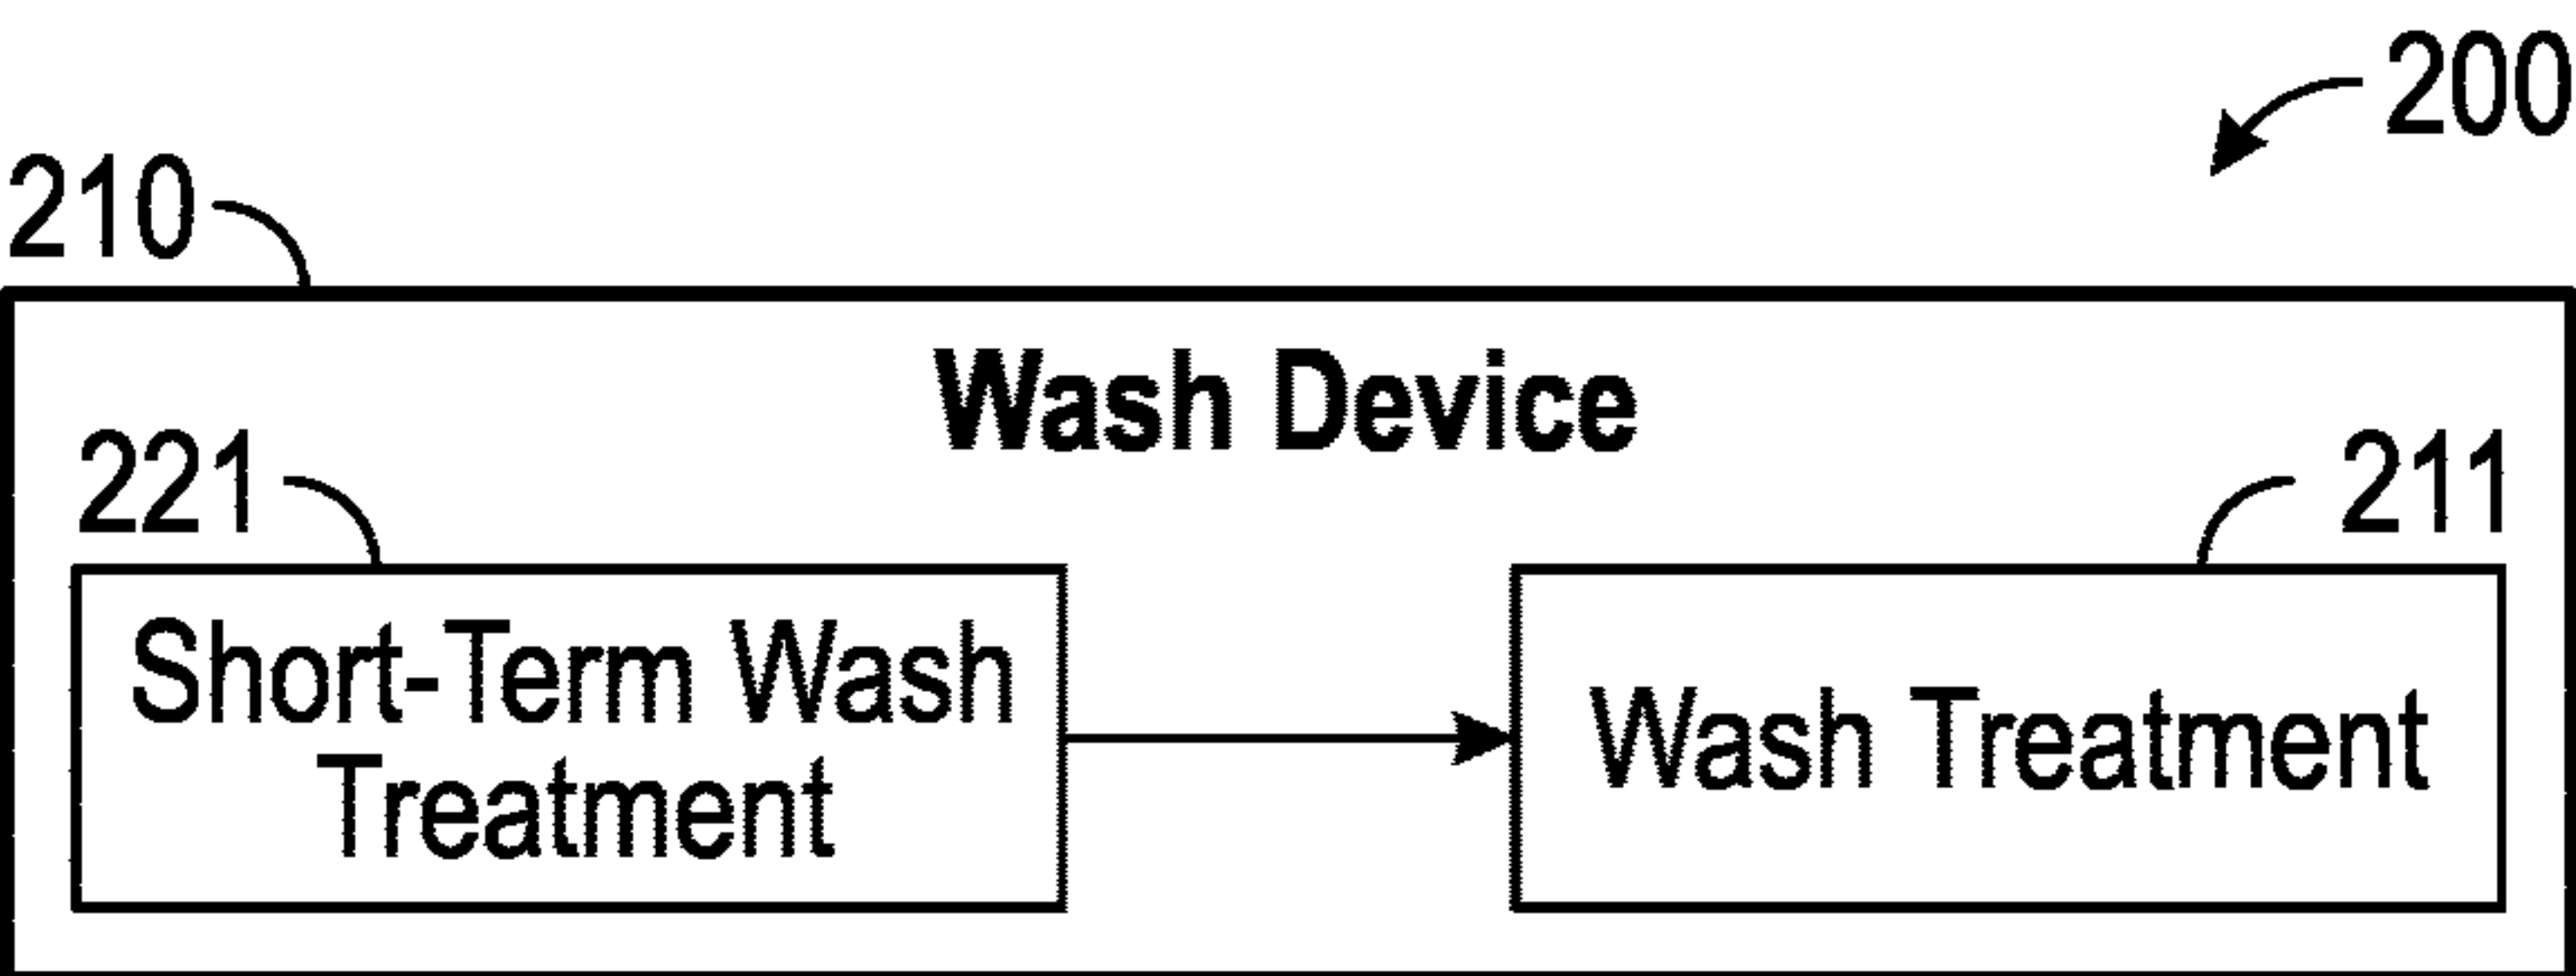 200
210
Wash Device
221
211
Short-Term Wash
Treatment
Wash Treatment